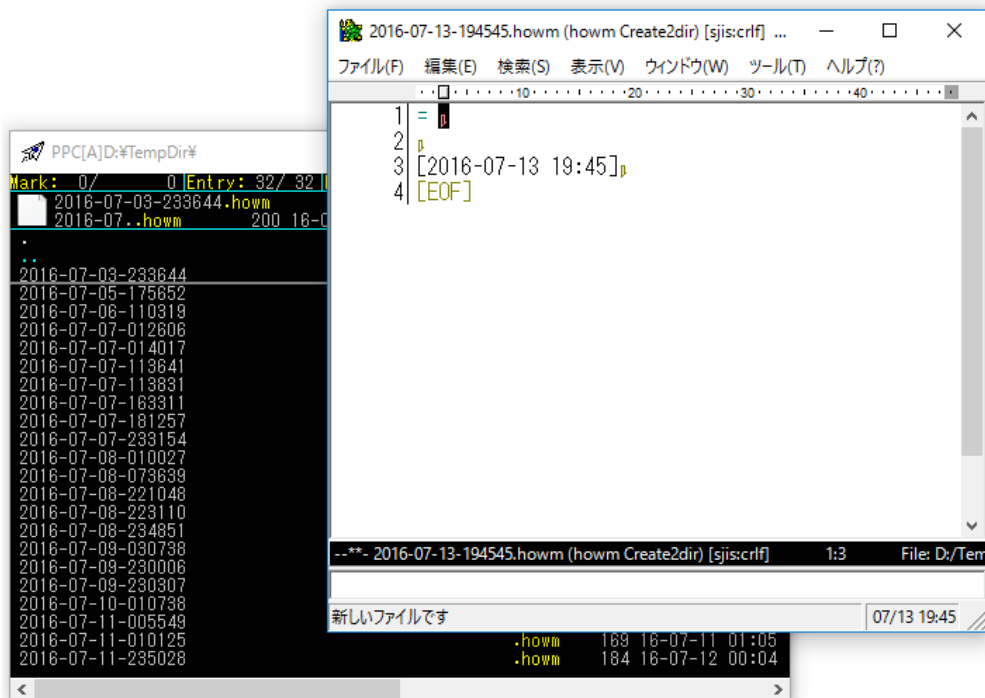 2016-07-13-194545.howm (howm Create2dir) [sjis:crlf] ...
ファイル(F) 編集(E) 検索(S) 表示(V) ウィンドウ(W) ツール(T) ヘルプ(?)
10 20 30 40
1 =
2
3 [2016-07-13 19:45]
4 [EOF]
--**- 2016-07-13-194545.howm (howm Create2dir) [sjis:crlf] 1:3 File: D:/Tem
新しいファイルです 07/13 19:45
PPC[A]D:¥TempDir¥
Mark: 0/ 0 Entry: 32/ 32
2016-07-03-233644.howm
2016-07..howm 200 16-0
.
..
2016-07-03-233644
2016-07-05-175652
2016-07-06-110319
2016-07-07-012606
2016-07-07-014017
2016-07-07-113641
2016-07-07-113831
2016-07-07-163311
2016-07-07-181257
2016-07-07-233154
2016-07-08-010027
2016-07-08-073639
2016-07-08-221048
2016-07-08-223110
2016-07-08-234851
2016-07-09-030738
2016-07-09-230006
2016-07-09-230307
2016-07-10-010738
2016-07-11-005549
2016-07-11-010125 .howm 169 16-07-11 01:05
2016-07-11-235028 .howm 184 16-07-12 00:04